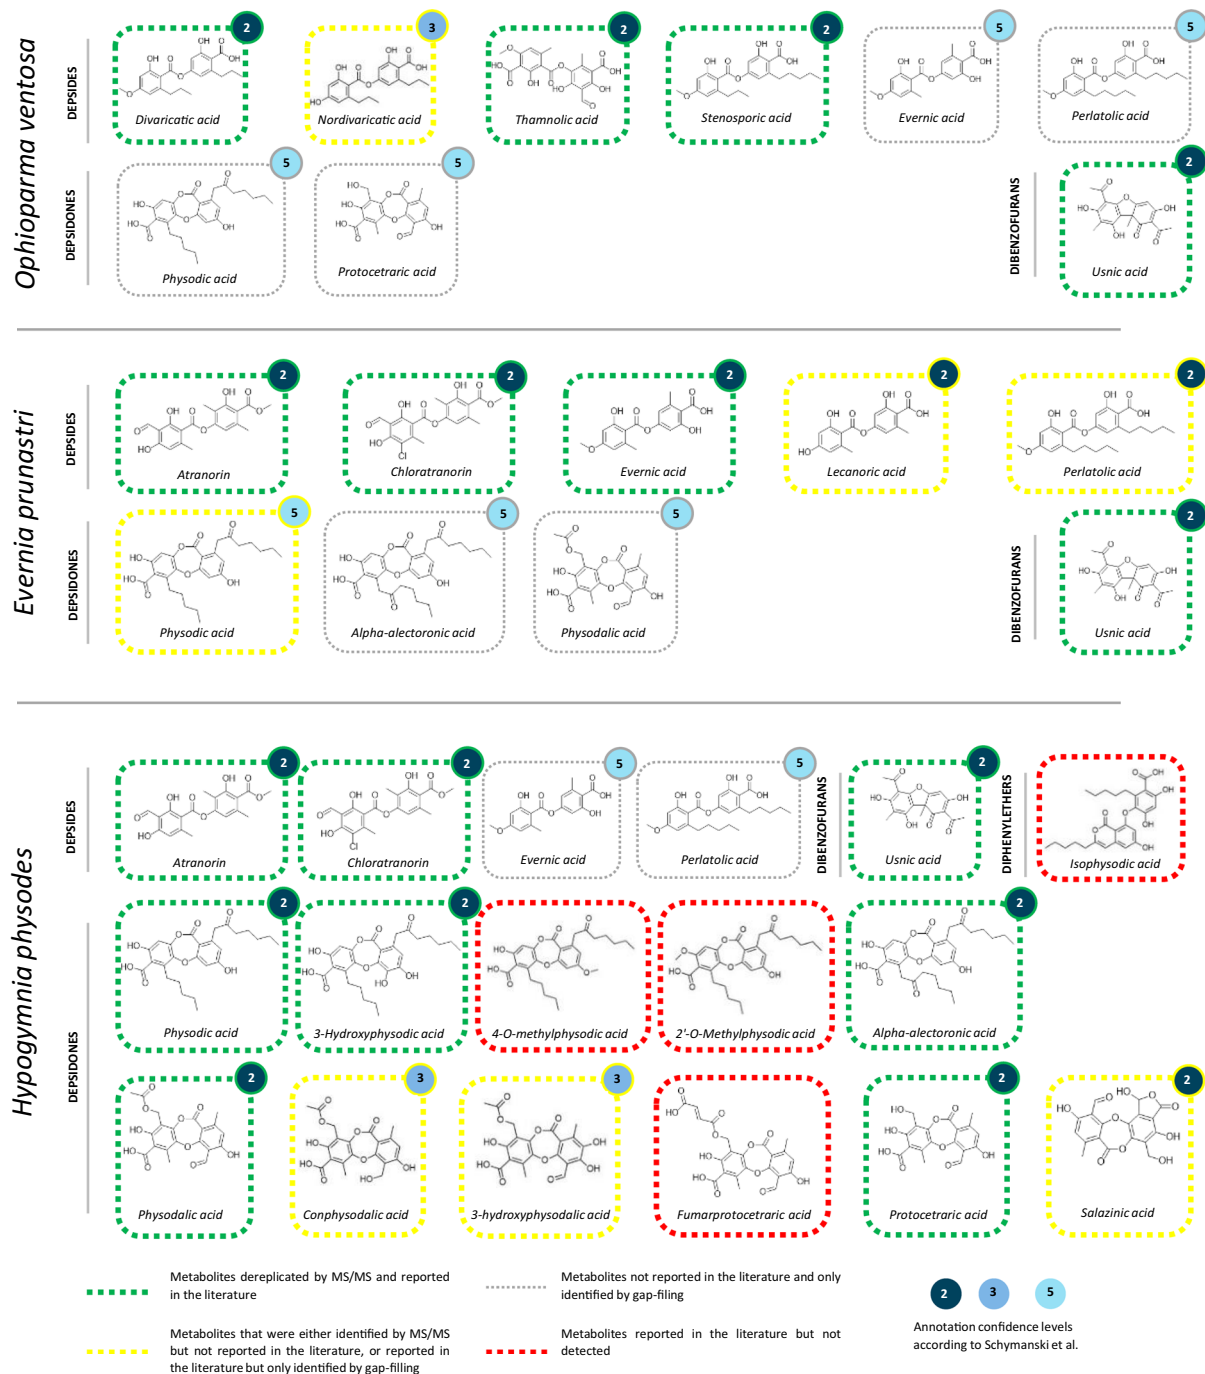 Ophioparma ventosa
DEPSIDES
2
Divaricatic acid
3
Nordivaricatic acid
2
Thamnolic acid
2
Stenosporic acid
5
Evernic acid
5
Perlatolic acid
DEPSIDONES
5
Physodic acid
5
Protocetraric acid
DIBENZOFURANS
2
Usnic acid
Evernia prunastri
DEPSIDES
2
Atranorin
2
Chloratranorin
2
Evernic acid
2
Lecanoric acid
2
Perlatolic acid
DEPSIDONES
5
Physodic acid
5
Alpha-alectoronic acid
5
Physodalic acid
DIBENZOFURANS
2
Usnic acid
Hypogymnia physodes
DEPSIDES
2
Atranorin
2
Chloratranorin
5
Evernic acid
5
Perlatolic acid
DIBENZOFURANS
2
Usnic acid
DIPHENYLETHERS
Isophysodic acid
DEPSIDONES
2
Physodic acid
2
3-Hydroxyphysodic acid
4-O-methylphysodic acid
2'-O-Methylphysodic acid
2
Alpha-alectoronic acid
2
Physodalic acid
3
Conphysodalic acid
3
3-hydroxyphysodalic acid
Fumarprotocetraric acid
2
Protocetraric acid
2
Salazinic acid
Metabolites dereplicated by MS/MS and reported
in the literature
Metabolites not reported in the literature and only
identified by gap-filing
Metabolites that were either identified by MS/MS
but not reported in the literature, or reported
in the literature but only identified by gap-filling
Metabolites reported in the literature but not
detected
2 3 5
Annotation confidence levels
according to Schymanski et al.